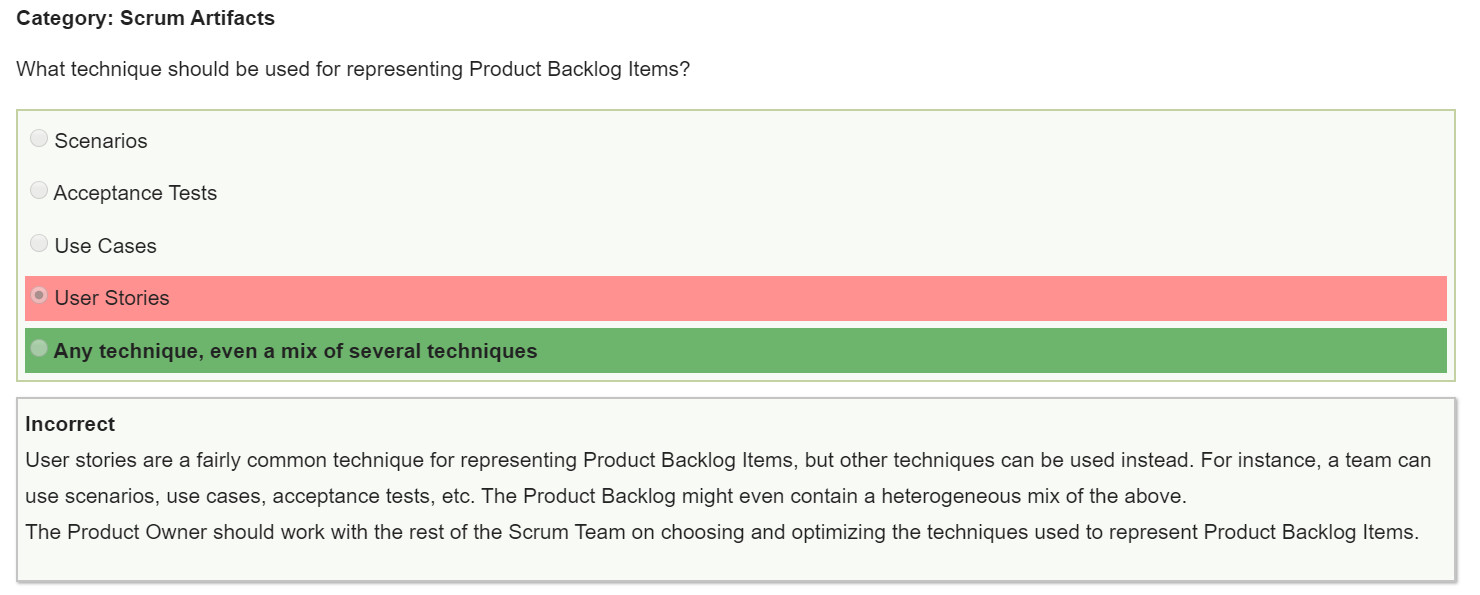 Category: Scrum Artifacts
What technique should be used for representing Product Backlog Items?
Scenarios
Acceptance Tests
Use Cases
User Stories
Any technique, even a mix of several techniques
Incorrect
User stories are a fairly common technique for representing Product Backlog Items, but other techniques can be used instead. For instance, a team can
use scenarios, use cases, acceptance tests, etc. The Product Backlog might even contain a heterogeneous mix of the above.
The Product Owner should work with the rest of the Scrum Team on choosing and optimizing the techniques used to represent Product Backlog Items.